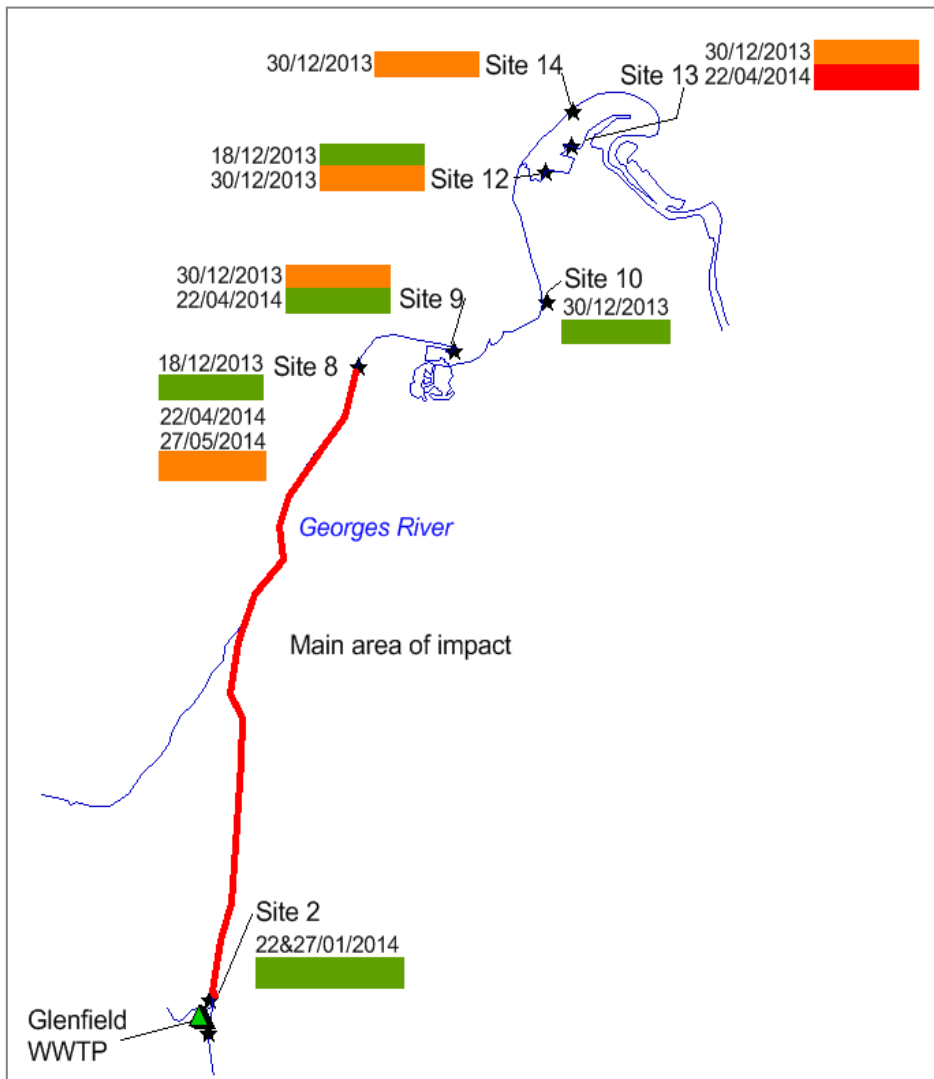 30/12/2013 Site 14
Site 13
30/12/2013
22/04/2014
18/12/2013
30/12/2013 Site 12
30/12/2013
22/04/2014 Site 9
Site 10
30/12/2013
18/12/2013 Site 8
22/04/2014
27/05/2014
Georges River
Main area of impact
Site 2
22&27/01/2014
Glenfield
WWTP